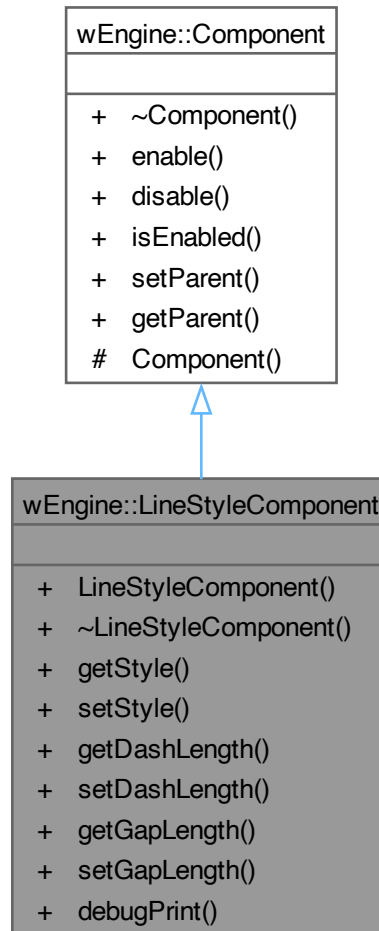 wEngine::Component
+ ~Component()
+ enable()
+ disable()
+ isEnabled()
+ setParent()
+ getParent()
# Component()
wEngine::LineStyleComponent
+ LineStyleComponent()
+ ~LineStyleComponent()
+ getStyle()
+ setStyle()
+ getDashLength()
+ setDashLength()
+ getGapLength()
+ setGapLength()
+ debugPrint()